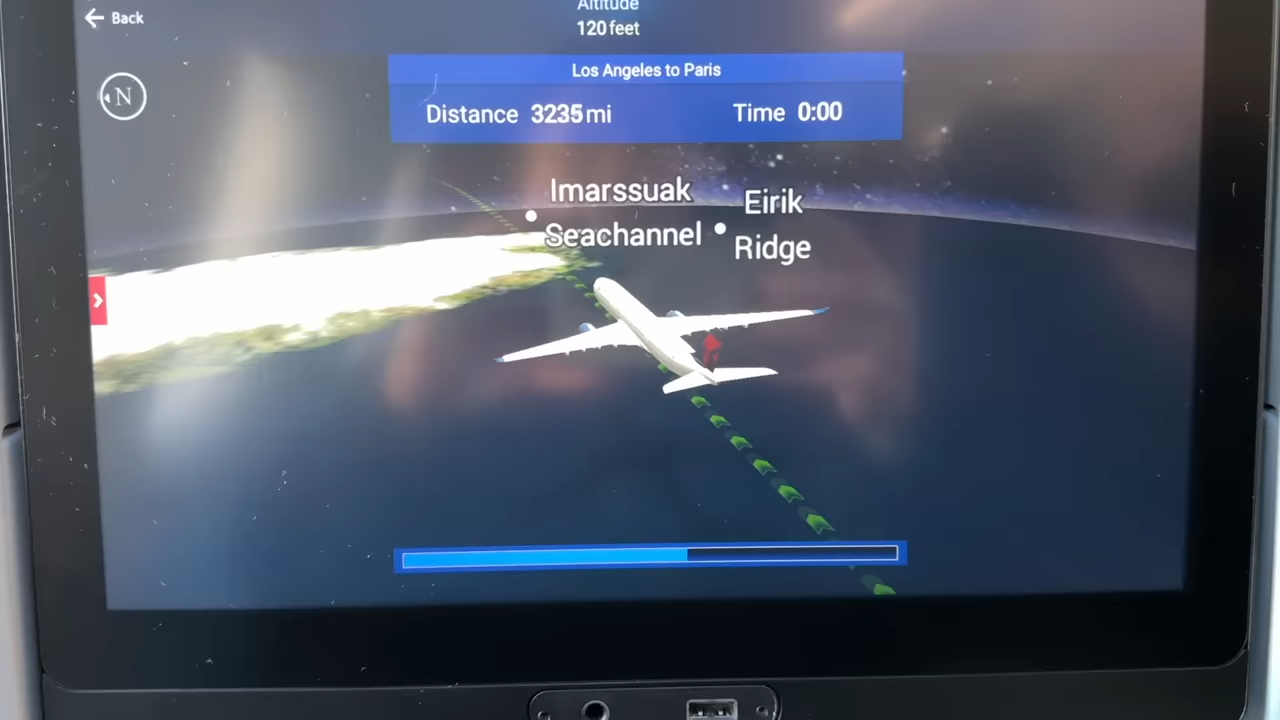 Back
Altitude
120 feet
Los Angeles to Paris
Distance 3235 mi
Time 0:00
N
Imarssuak
Seachannel
Eirik
Ridge